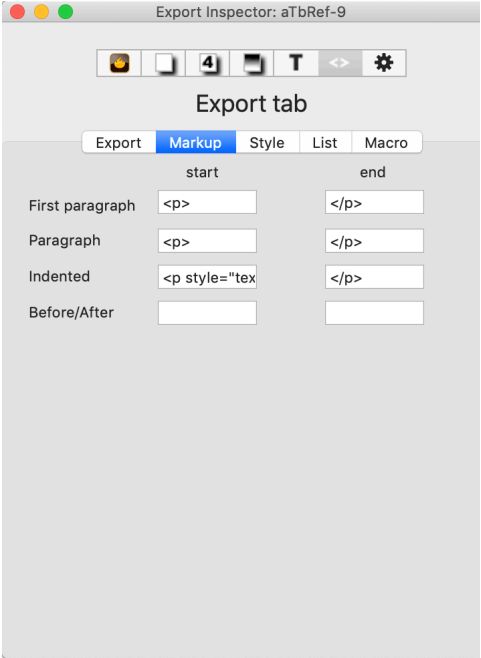 Export Inspector: aTbRef-9
4 T <>
Export tab
Export Markup Style List Macro
start end
First paragraph <p> </p>
Paragraph <p> </p>
Indented <p style="tex </p>
Before/After